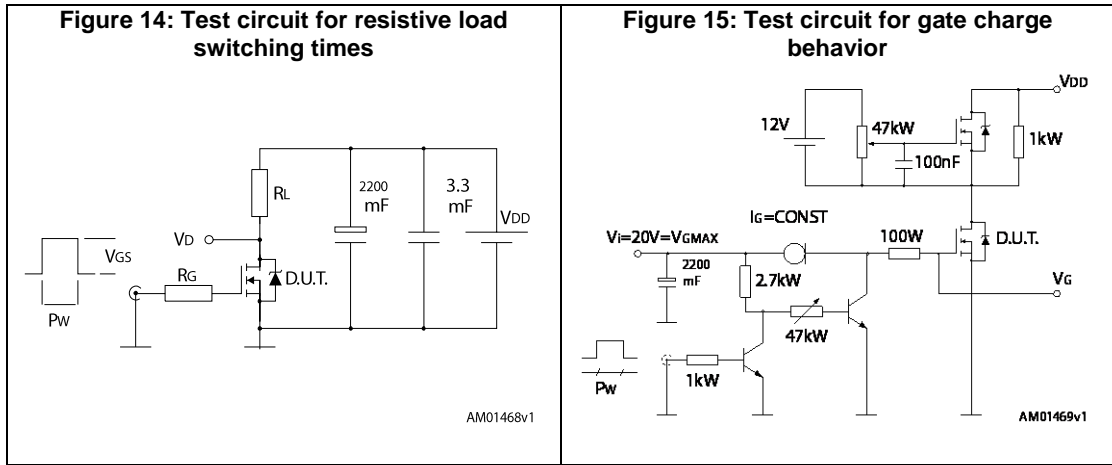 Figure 14: Test circuit for resistive load
switching times
RL
2200
mF
3.3
mF
VDD
VD
VGS
RG
D.U.T.
PW
AM01468v1
Figure 15: Test circuit for gate charge
behavior
VDD
12V
47kW
1kW
100nF
IG=CONST
Vi=20V=VGMAX
100W
D.U.T.
2200
mF
2.7kW
VG
47kW
1kW
PW
AM01469v1